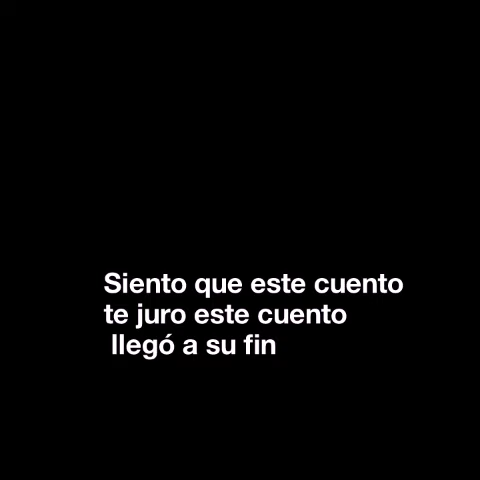 Siento que este cuento
te juro este cuento
llegó a su fin